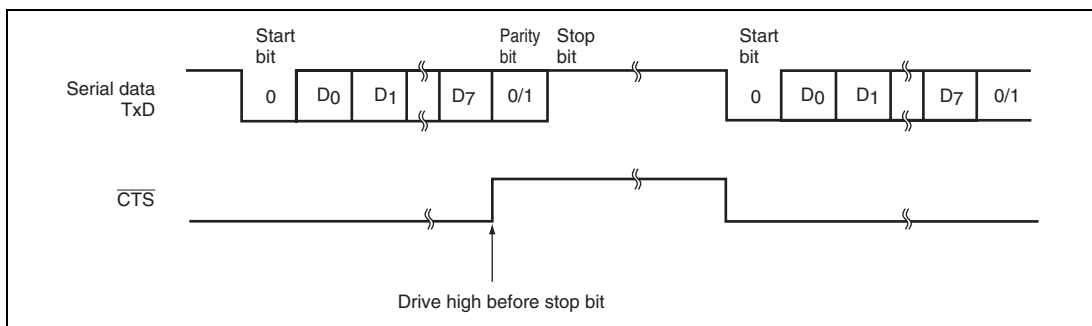 Start bit
Parity bit
Stop bit
Start bit
Serial data TxD
0 D0 D1 D7 0/1 0 D0 D1 D7 0/1
CTS
Drive high before stop bit